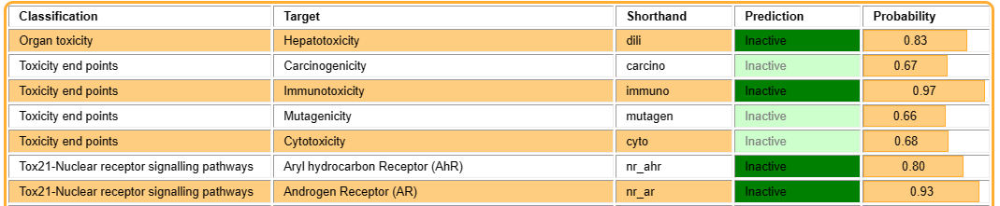 Classification Target Shorthand Prediction Probability
Organ toxicity Hepatotoxicity dili Inactive 0.83
Toxicity end points Carcinogenicity carcino Inactive 0.67
Toxicity end points Immunotoxicity immuno Inactive 0.97
Toxicity end points Mutagenicity mutagen Inactive 0.66
Toxicity end points Cytotoxicity cyto Inactive 0.68
Tox21-Nuclear receptor signalling pathways Aryl hydrocarbon Receptor (AhR) nr_ahr Inactive 0.80
Tox21-Nuclear receptor signalling pathways Androgen Receptor (AR) nr_ar Inactive 0.93